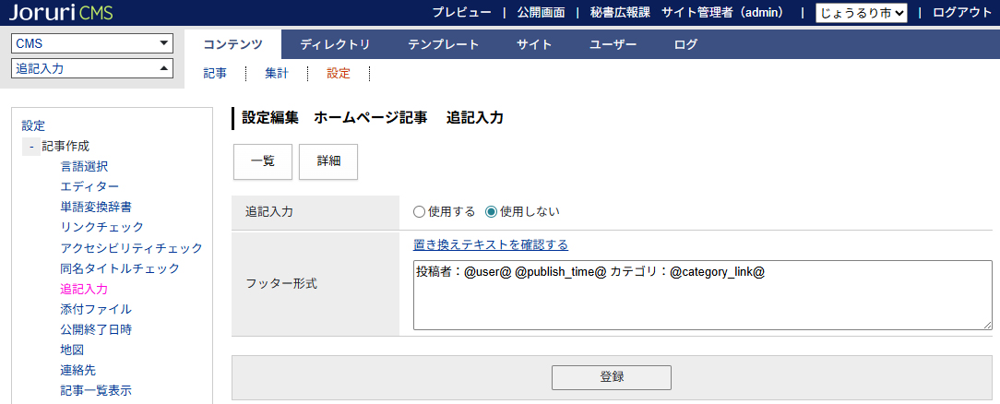 Joruri CMS
プレビュー | 公開画面 | 秘書広報課 サイト管理者（admin） | じょうるり市 | ログアウト
CMS
追記入力
コンテンツ ディレクトリ テンプレート サイト ユーザー ログ
記事 集計 設定
設定
- 記事作成
言語選択
エディター
単語変換辞書
リンクチェック
アクセシビリティチェック
同名タイトルチェック
追記入力
添付ファイル
公開終了日時
地図
連絡先
記事一覧表示
設定編集 ホームページ記事 追記入力
一覧 詳細
追記入力 使用する 使用しない
置き換えテキストを確認する
フッター形式
投稿者：@user@ @publish_time@ カテゴリ：@category_link@
登録